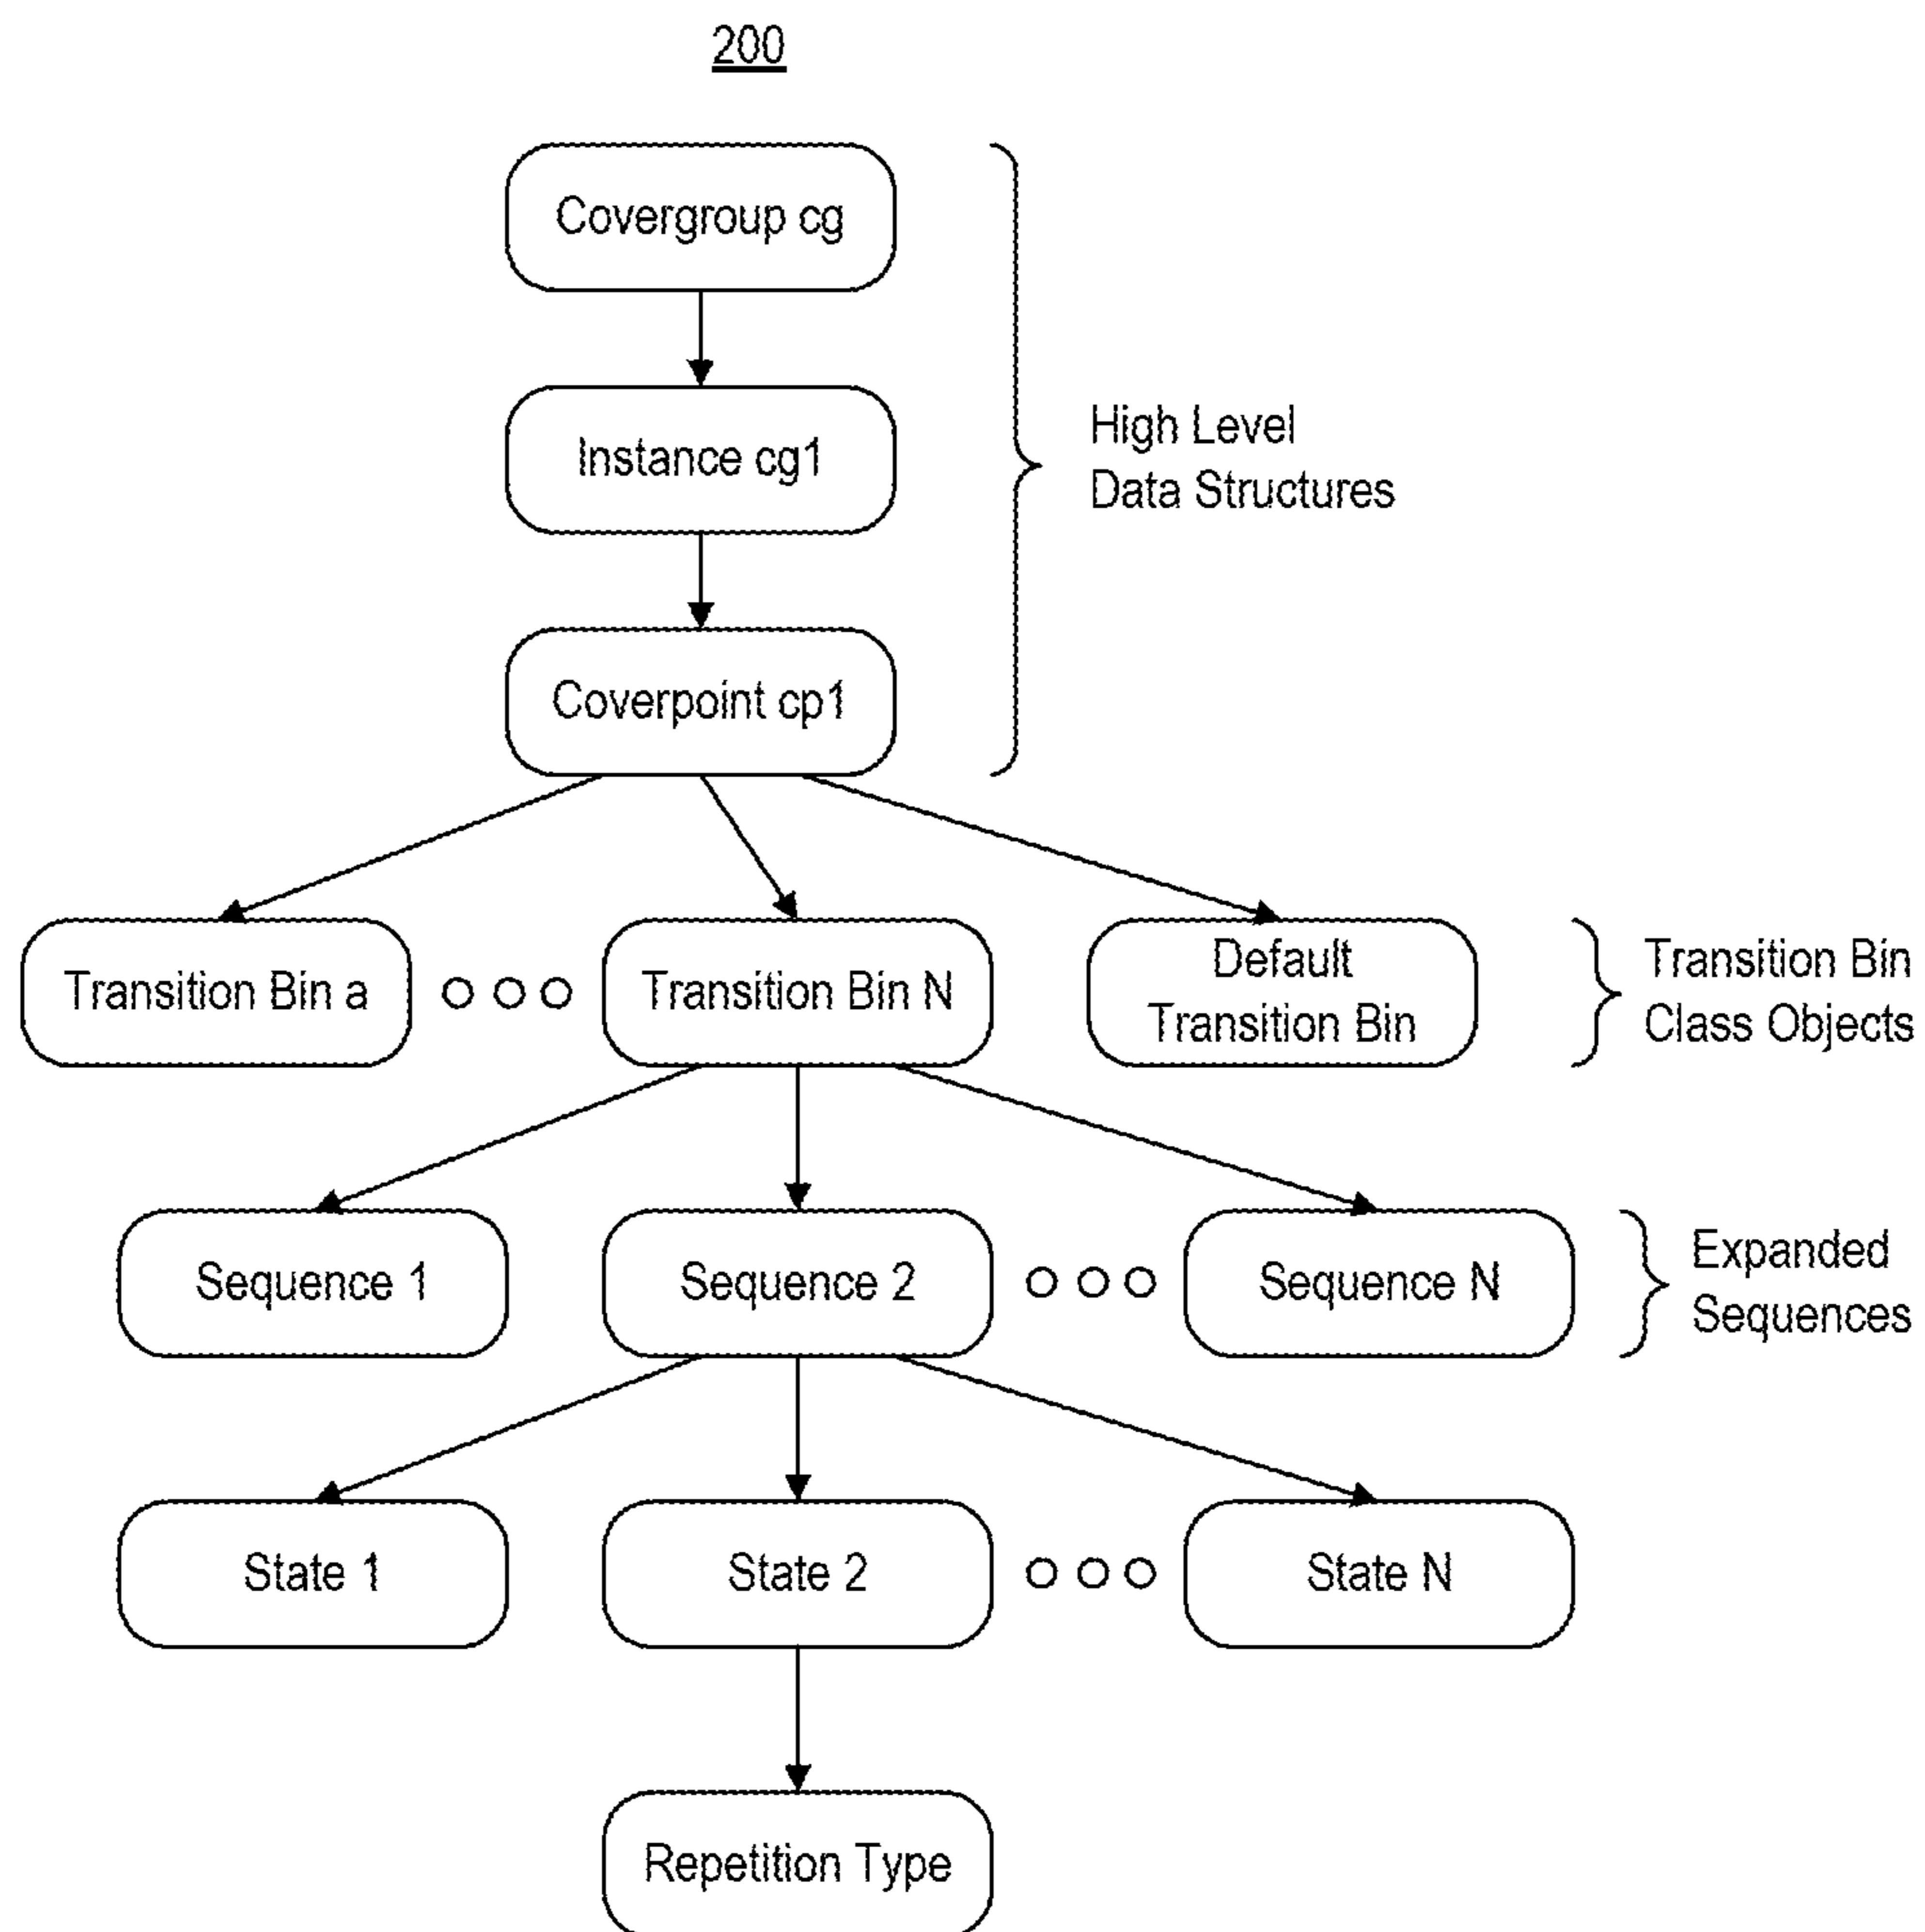 200
Covergroup cg
Instance cg1
High Level
Data Structures
Coverpoint cp1
Transition Bin a
Transition Bin N
Default
Transition Bin
Transition Bin
Class Objects
Sequence 1
Sequence 2
Sequence N
Expanded
Sequences
State 1
State 2
State N
Repetition Type